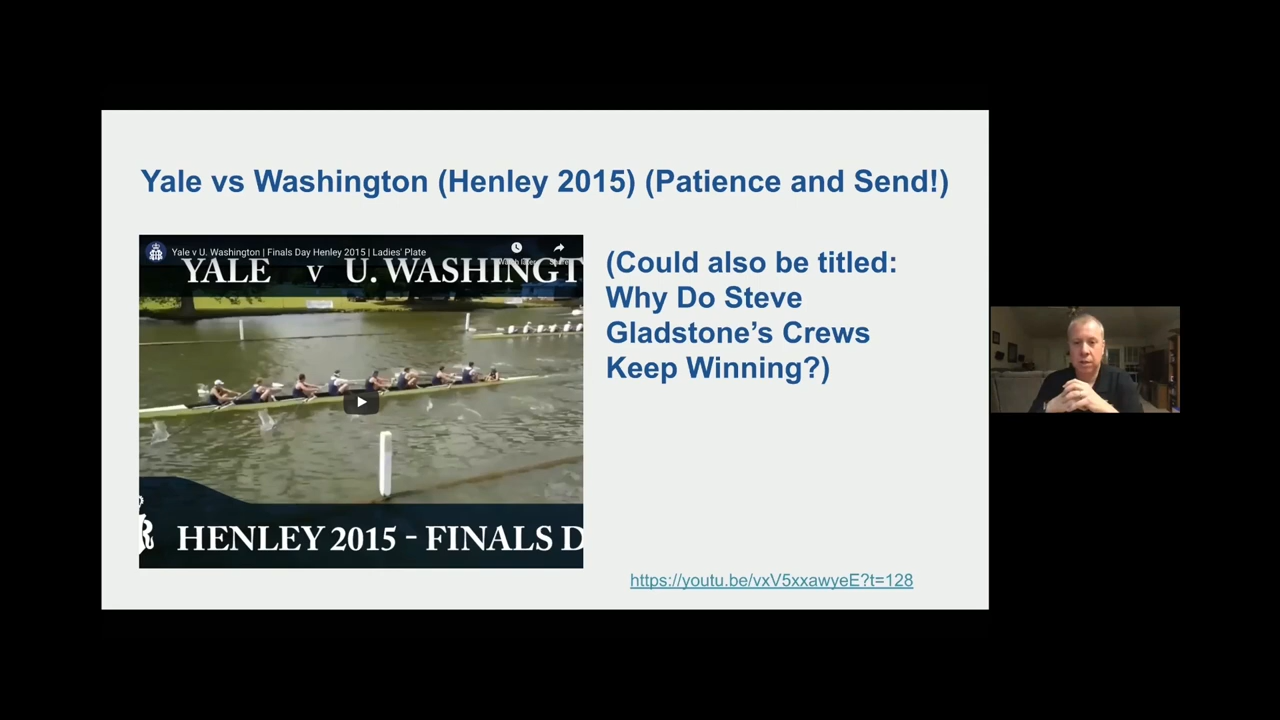 Yale vs Washington (Henley 2015) (Patience and Send!)
Yale v U. Washington | Finals Day Henley 2015 | Ladies' Plate
YALE v U. WASHINGT
HENLEY 2015 - FINALS D
(Could also be titled:
Why Do Steve
Gladstone’s Crews
Keep Winning?)
https://youtu.be/vxV5xxawyeE?t=128